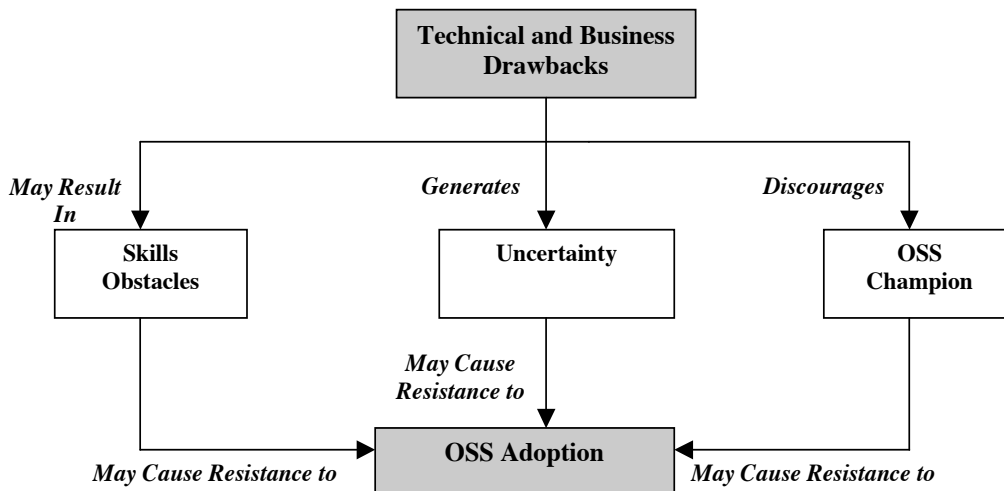 Technical and Business
Drawbacks
May Result
In
Generates
Discourages
Skills
Obstacles
Uncertainty
OSS
Champion
May Cause
Resistance to
OSS Adoption
May Cause Resistance to
May Cause Resistance to